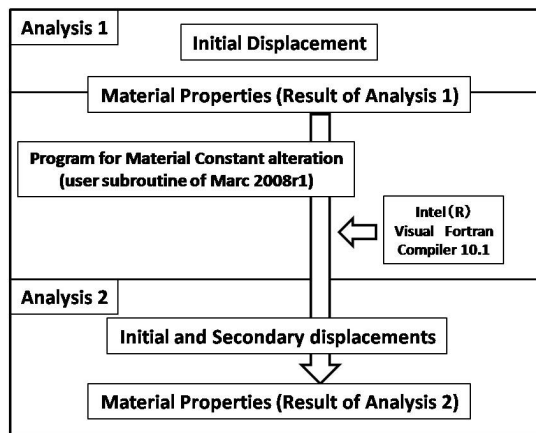 Analysis 1
Initial Displacement
Material Properties (Result of Analysis 1)
Program for Material Constant alteration
(user subroutine of Marc 2008r1)
Intel(R)
Visual Fortran
Compiler 10.1
Analysis 2
Initial and Secondary displacements
Material Properties (Result of Analysis 2)